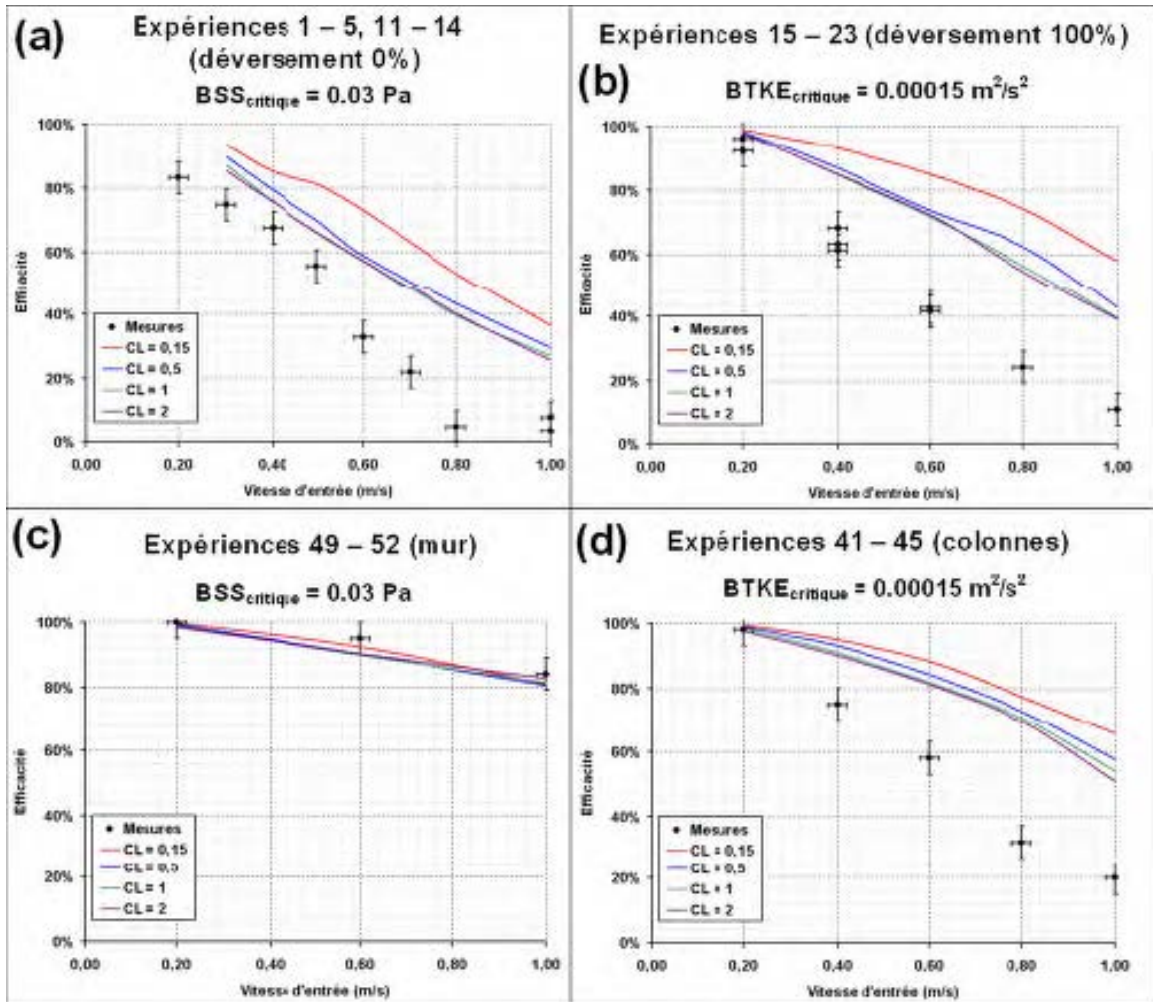 (a)
Expériences 1 – 5, 11 – 14
(déversement 0%)
BSScritique = 0.03 Pa
Efficacité
100%
80%
60%
40%
20%
0%
Mesures
CL = 0,15
CL = 0,5
CL = 1
CL = 2
0,00
0,20
0,40
0,60
0,80
1,00
Vitesse d'entrée (m/s)
(b)
Expériences 15 – 23 (déversement 100%)
BTKEcritique = 0.00015 m²/s²
Efficacité
100%
80%
60%
40%
20%
0%
Mesures
CL = 0,15
CL = 0,5
CL = 1
CL = 2
0,00
0,20
0,40
0,60
0,80
1,00
Vitesse d'entrée (m/s)
(c)
Expériences 49 – 52 (mur)
BSScritique = 0.03 Pa
Efficacité
100%
80%
60%
40%
20%
0%
Mesures
CL = 0,15
CL = 0,5
CL = 1
CL = 2
0,00
0,20
0,40
0,60
0,80
1,00
Vitesse d'entrée (m/s)
(d)
Expériences 41 – 45 (colonnes)
BTKEcritique = 0.00015 m²/s²
Efficacité
100%
80%
60%
40%
20%
0%
Mesures
CL = 0,15
CL = 0,5
CL = 1
CL = 2
0,00
0,20
0,40
0,60
0,80
1,00
Vitesse d'entrée (m/s)